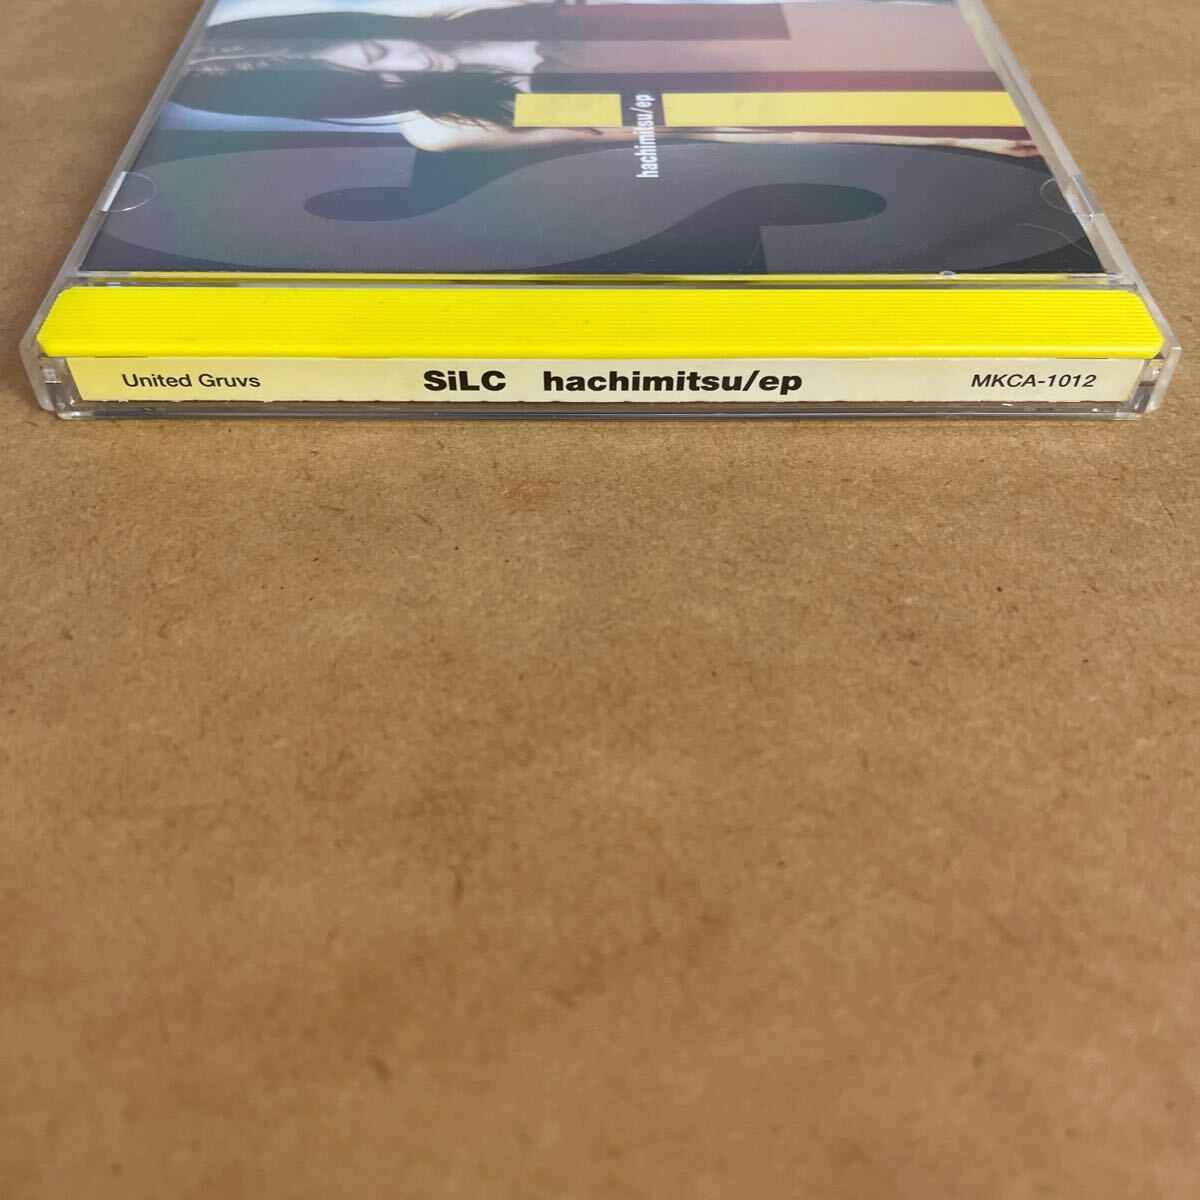 hachimitsu/ep
United Gruvs SiLC hachimitsu/ep MKCA-1012